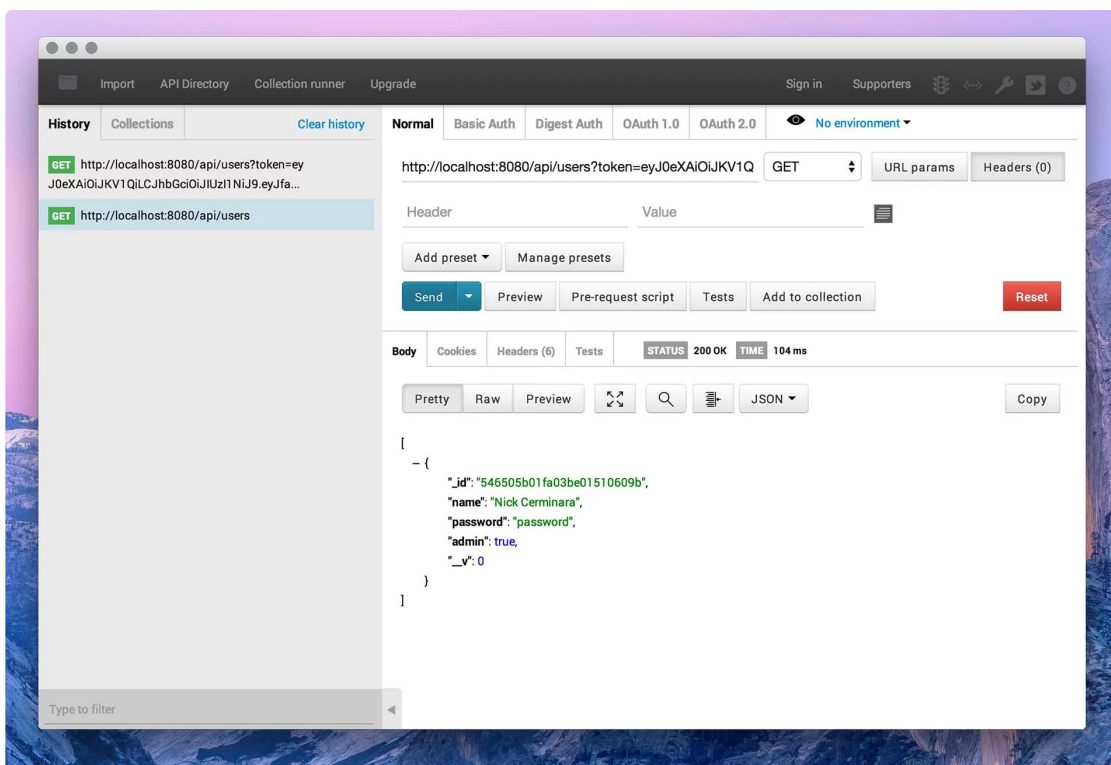 Import API Directory Collection runner Upgrade Sign in Supporters
History Collections Clear history
GET http://localhost:8080/api/users?token=ey
J0eXAiOiJKV1QiLCJhbGciOiJIUzI1NiJ9.eyJfa...
GET http://localhost:8080/api/users
Type to filter
Normal Basic Auth Digest Auth OAuth 1.0 OAuth 2.0 No environment
http://localhost:8080/api/users?token=eyJ0eXAiOiJKV1Q GET URL params Headers (0)
Header Value
Add preset Manage presets
Send Preview Pre-request script Tests Add to collection Reset
Body Cookies Headers (6) Tests STATUS 200 OK TIME 104 ms
Pretty Raw Preview JSON Copy
[
– {
"_id": "546505b01fa03be01510609b",
"name": "Nick Cerminara",
"password": "password",
"admin": true,
"__v": 0
}
]